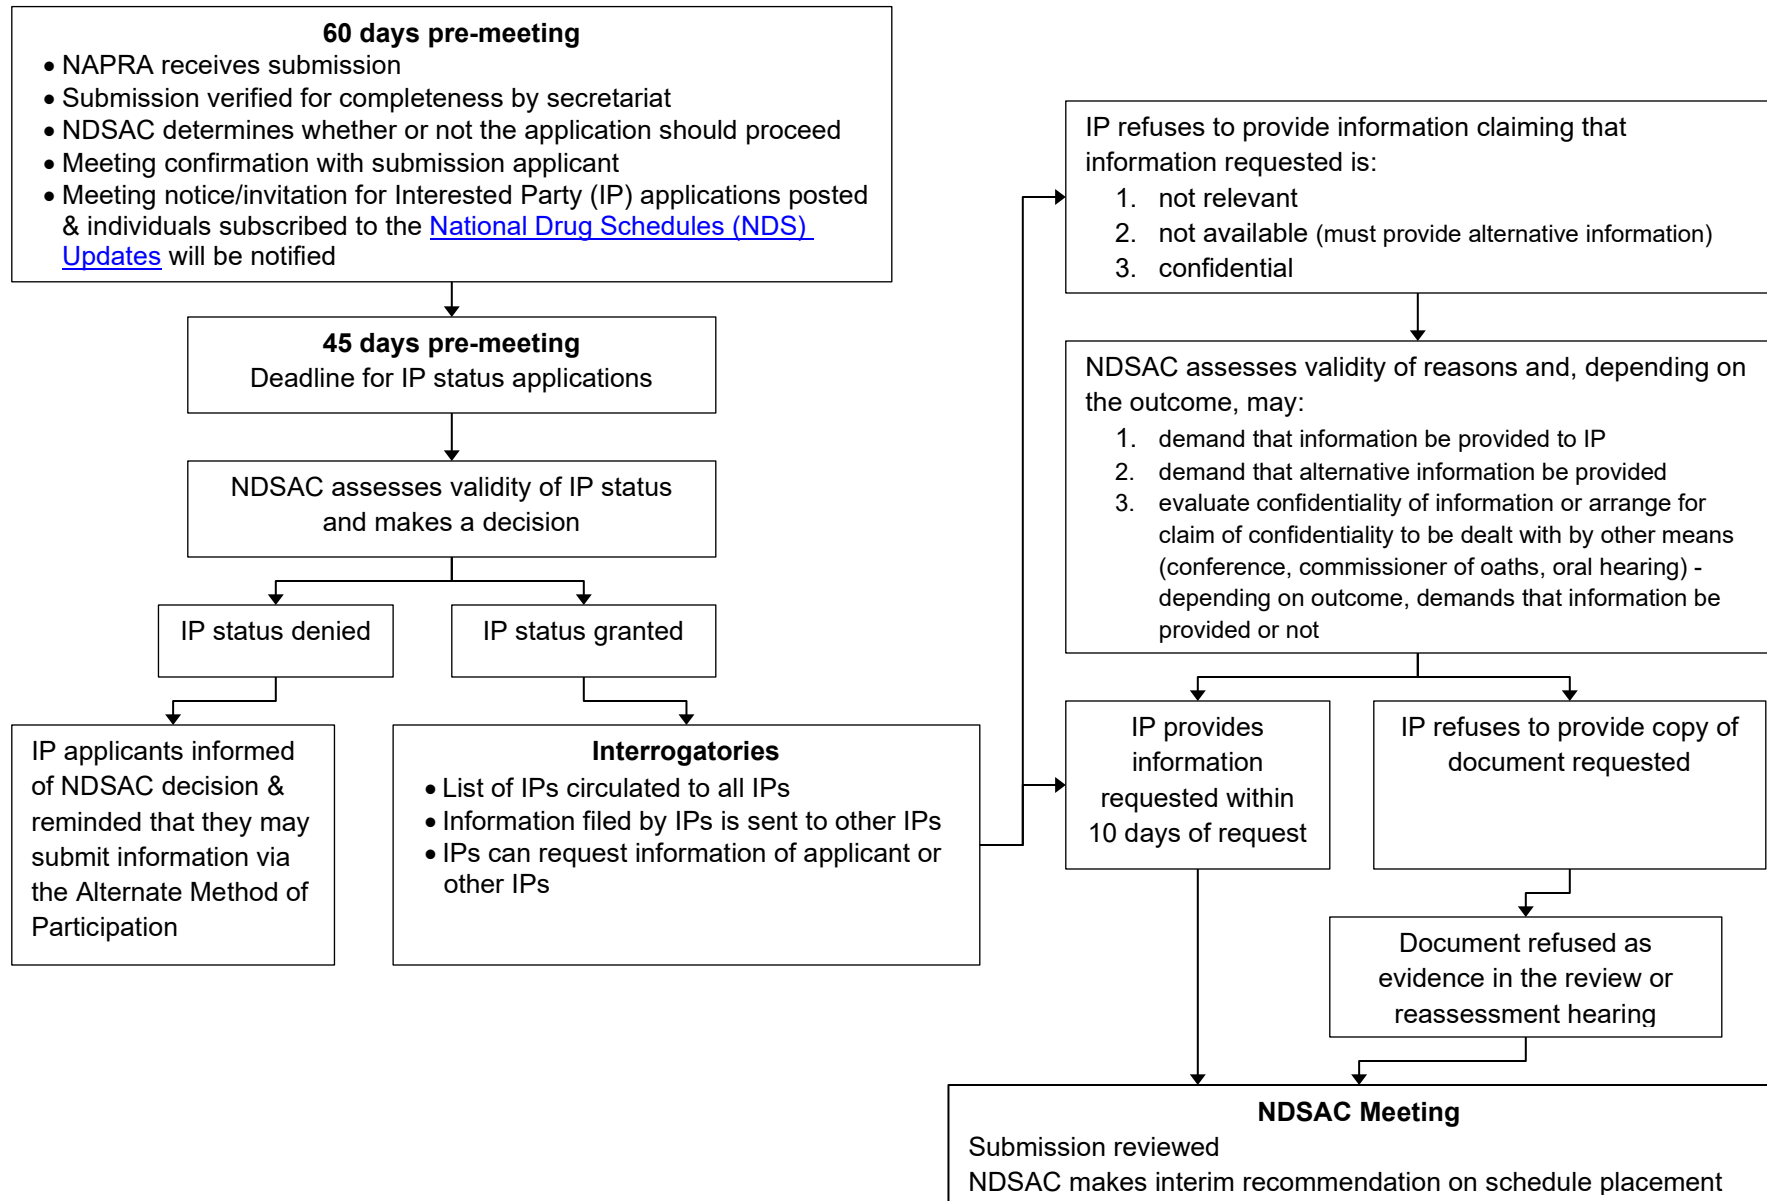 60 days pre-meeting
• NAPRA receives submission
• Submission verified for completeness by secretariat
• NDSAC determines whether or not the application should proceed
• Meeting confirmation with submission applicant
• Meeting notice/invitation for Interested Party (IP) applications posted
& individuals subscribed to the National Drug Schedules (NDS)
Updates will be notified
45 days pre-meeting
Deadline for IP status applications
NDSAC assesses validity of IP status
and makes a decision
IP status denied
IP status granted
IP applicants informed
of NDSAC decision &
reminded that they may
submit information via
the Alternate Method of
Participation
Interrogatories
• List of IPs circulated to all IPs
• Information filed by IPs is sent to other IPs
• IPs can request information of applicant or
other IPs
IP refuses to provide information claiming that
information requested is:
1. not relevant
2. not available (must provide alternative information)
3. confidential
NDSAC assesses validity of reasons and, depending on
the outcome, may:
1. demand that information be provided to IP
2. demand that alternative information be provided
3. evaluate confidentiality of information or arrange for
claim of confidentiality to be dealt with by other means
(conference, commissioner of oaths, oral hearing) -
depending on outcome, demands that information be
provided or not
IP provides
information
requested within
10 days of request
IP refuses to provide copy of
document requested
Document refused as
evidence in the review or
reassessment hearing
NDSAC Meeting
Submission reviewed
NDSAC makes interim recommendation on schedule placement